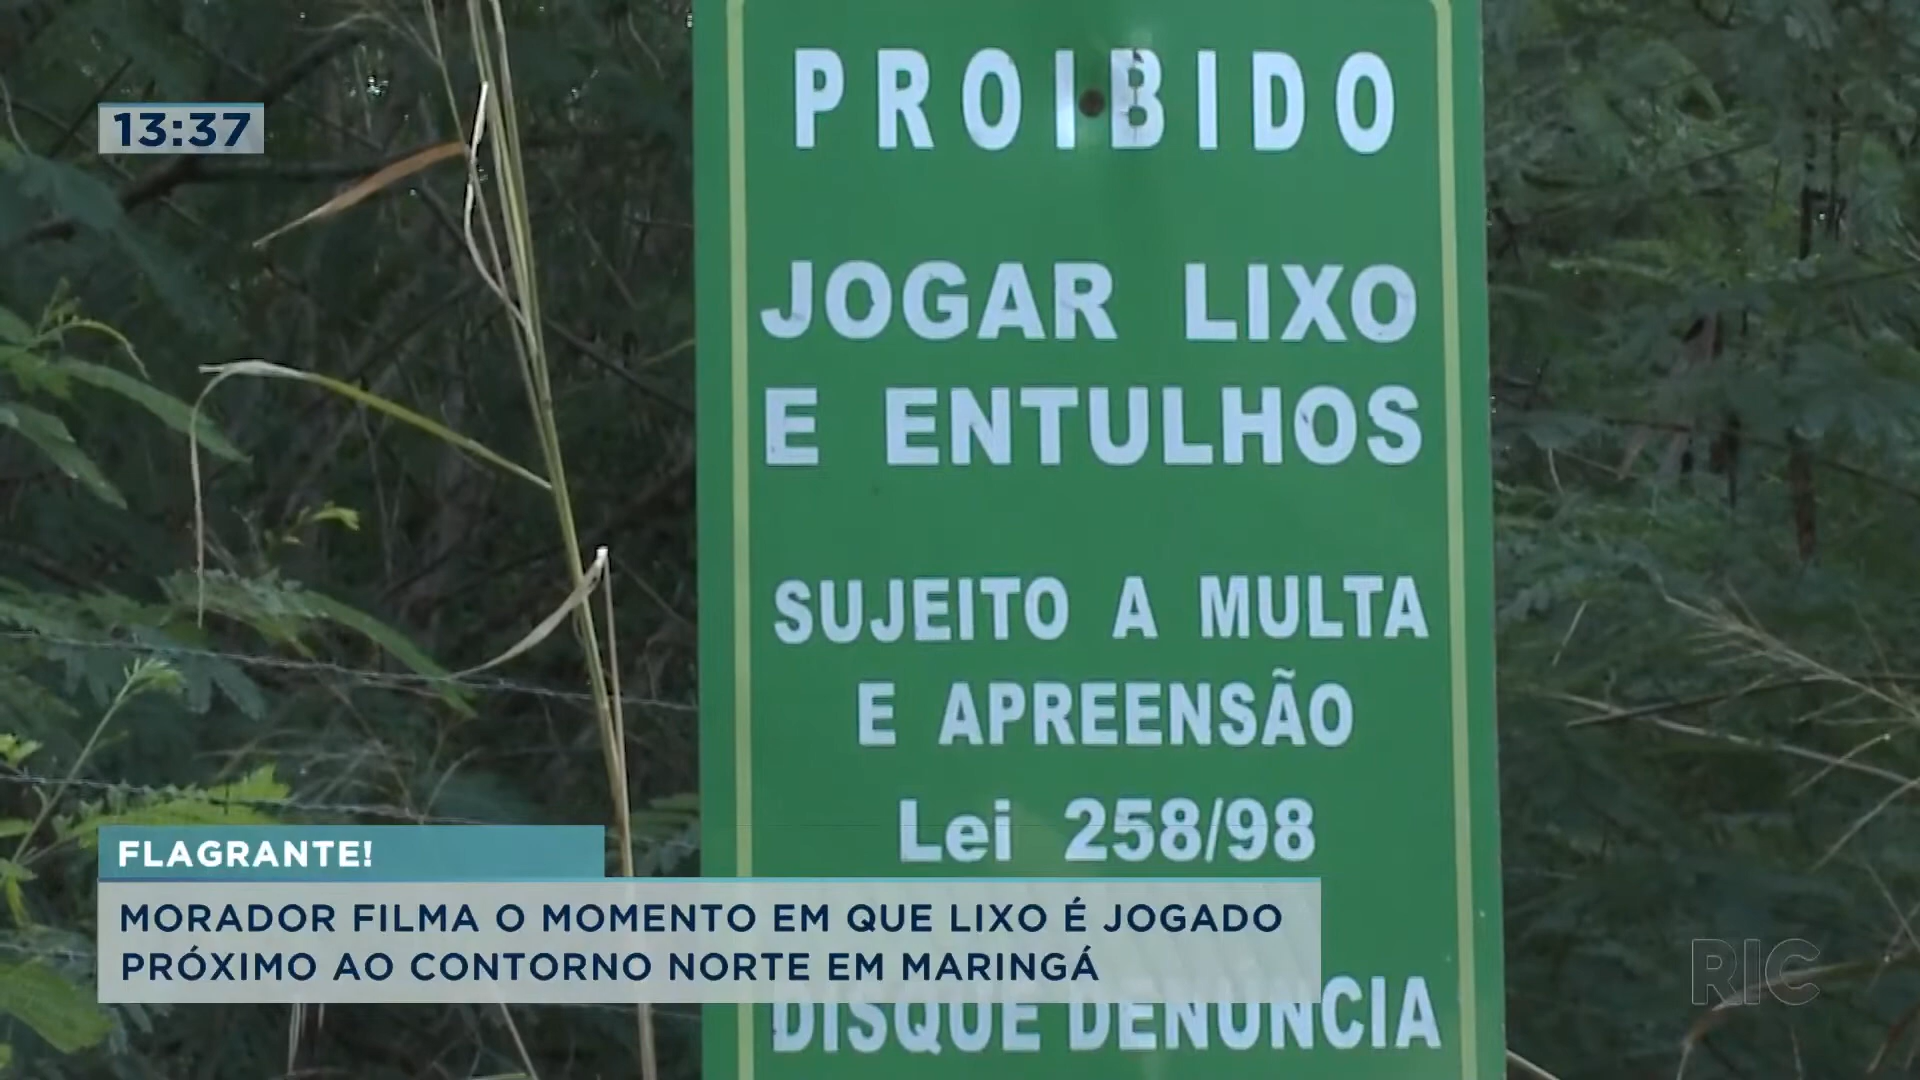 PROIBIDO
JOGAR LIXO
E ENTULHOS
SUJEITO A MULTA
E APREENSÃO
Lei 258/98
DISQUE DENÚNCIA
13:37
FLAGRANTE!
MORADOR FILMA O MOMENTO EM QUE LIXO É JOGADO
PRÓXIMO AO CONTORNO NORTE EM MARINGÁ
RIC